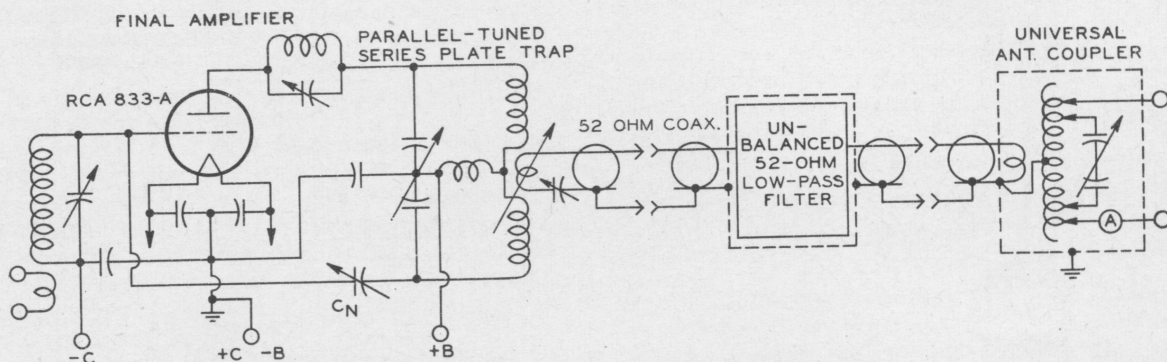 FINAL AMPLIFIER
PARALLEL-TUNED
SERIES PLATE TRAP
RCA 833-A
52 OHM COAX.
UN-
BALANCED
52-OHM
LOW-PASS
FILTER
UNIVERSAL
ANT. COUPLER
A
CN
-C
+C -B
+B